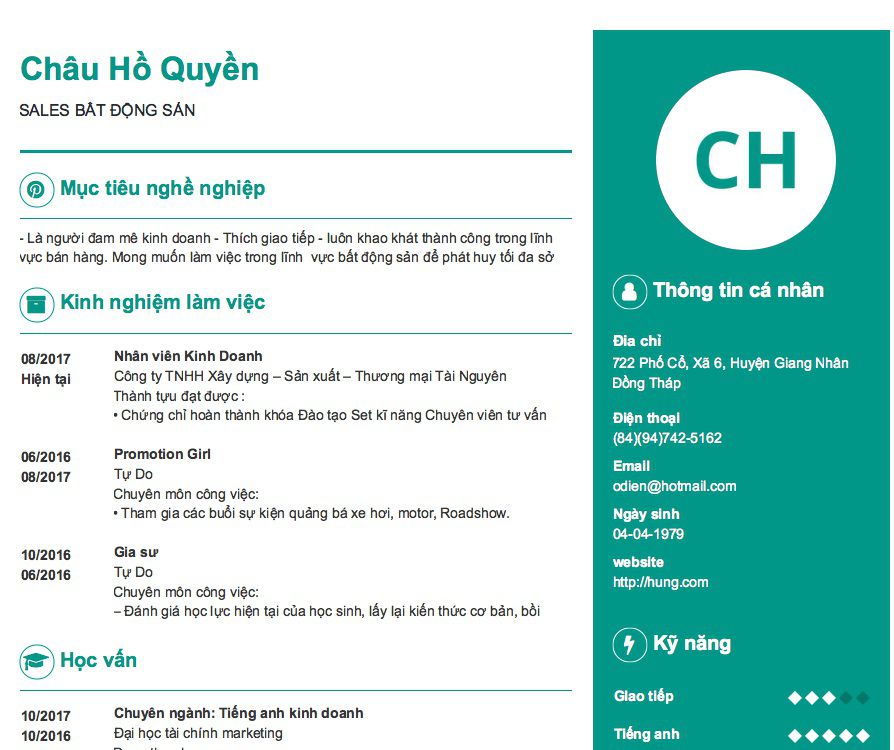 Châu Hồ Quyền
SALES BẤT ĐỘNG SẢN
Mục tiêu nghề nghiệp
- Là người đam mê kinh doanh - Thích giao tiếp - luôn khao khát thành công trong lĩnh
vực bán hàng. Mong muốn làm việc trong lĩnh vực bất động sản để phát huy tối đa sở
Kinh nghiệm làm việc
08/2017
Hiện tại
Nhân viên Kinh Doanh
Công ty TNHH Xây dựng – Sản xuất – Thương mại Tài Nguyên
Thành tựu đạt được :
• Chứng chỉ hoàn thành khóa Đào tạo Set kĩ năng Chuyên viên tư vấn
06/2016
08/2017
Promotion Girl
Tự Do
Chuyên môn công việc:
• Tham gia các buổi sự kiện quảng bá xe hơi, motor, Roadshow.
10/2016
06/2016
Gia sư
Tự Do
Chuyên môn công việc:
– Đánh giá học lực hiện tại của học sinh, lấy lại kiến thức cơ bản, bồi
Học vấn
10/2017
10/2016
Chuyên ngành: Tiếng anh kinh doanh
Đại học tài chính marketing
CH
Thông tin cá nhân
Địa chỉ
722 Phố Cổ, Xã 6, Huyện Giang Nhân
Đồng Tháp
Điện thoại
(84)(94)742-5162
Email
odien@hotmail.com
Ngày sinh
04-04-1979
website
http://hung.com
Kỹ năng
Giao tiếp
Tiếng anh